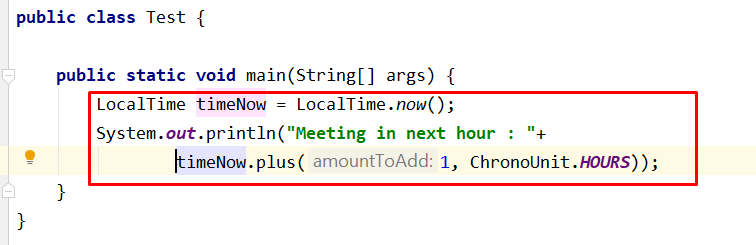 public class Test {
public static void main(String[] args) {
LocalTime timeNow = LocalTime.now();
System.out.println("Meeting in next hour : "+
timeNow.plus( amountToAdd: 1, ChronoUnit.HOURS));
}
}